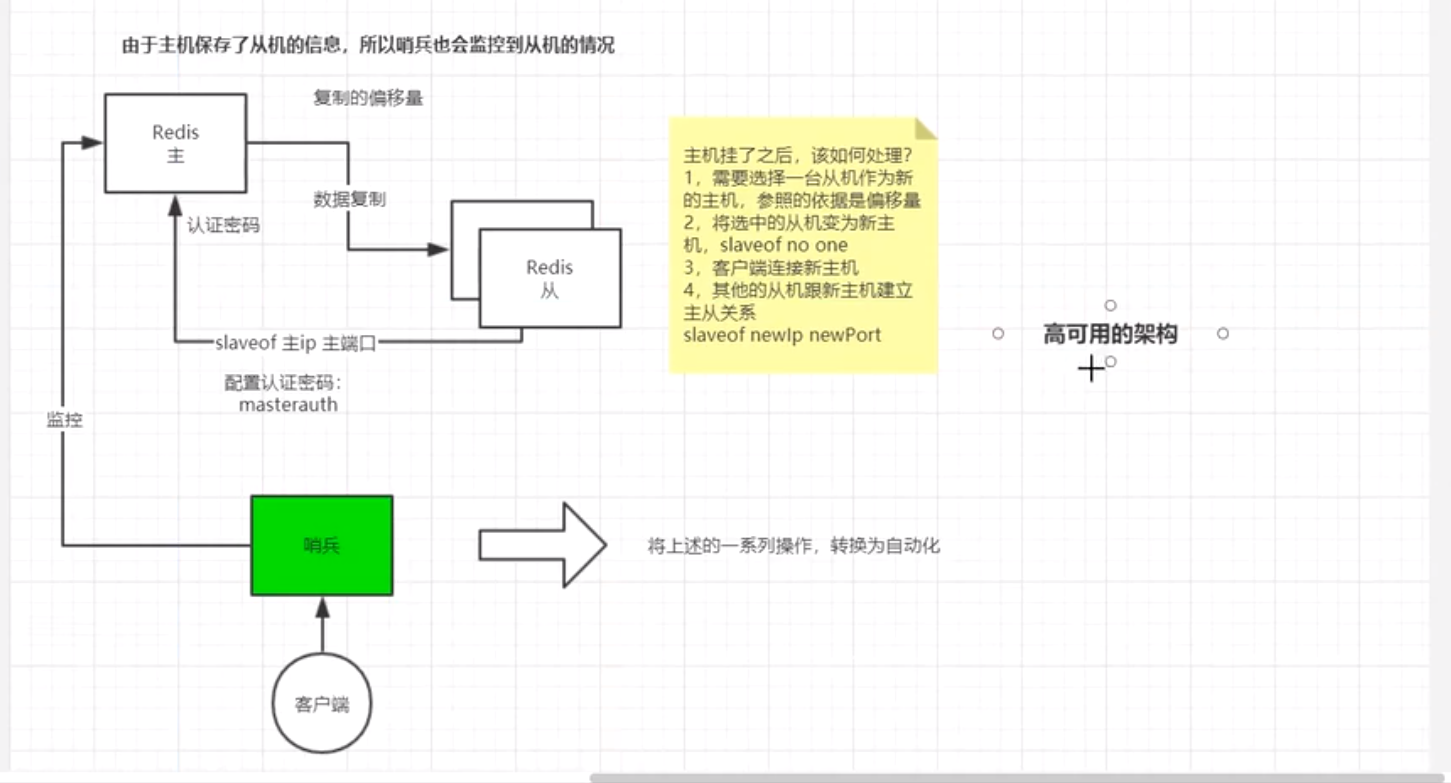 由于主机保存了从机的信息，所以哨兵也会监控到从机的情况
复制的偏移量
Redis
主
数据复制
认证密码
Redis
从
slaveof 主ip 主端口
配置认证密码：
masterauth
监控
主机挂了之后，该如何处理？
1，需要选择一台从机作为新
的主机，参照的依据是偏移量
2，将选中的从机变为新主
机，slaveof no one
3，客户端连接新主机
4，其他的从机跟新主机建立
主从关系
slaveof newIp newPort
高可用的架构
哨兵
将上述的一系列操作，转换为自动化
客户端